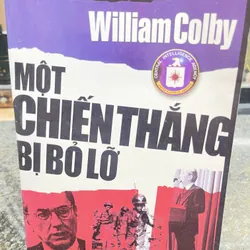 William Colby
MỘT
CHIẾN THẮNG
BỊ BỎ LỠ